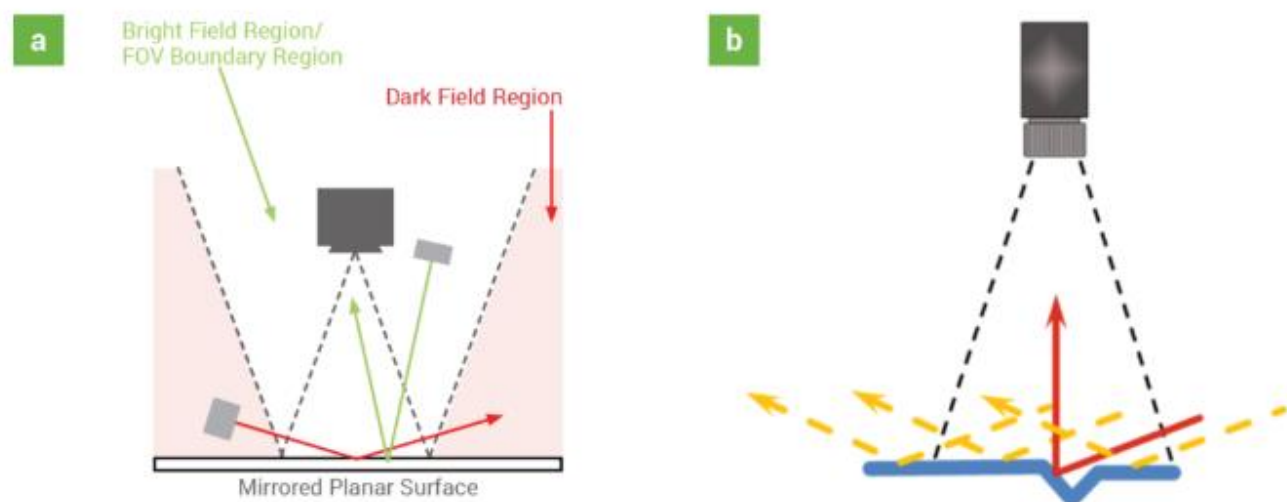 a
Bright Field Region/
FOV Boundary Region
Dark Field Region
Mirrored Planar Surface
b